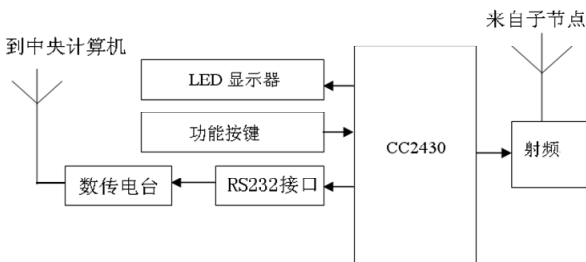 来自子节点
到中央计算机
LED 显示器
功能按键
CC2430
射频
数传电台
RS232接口